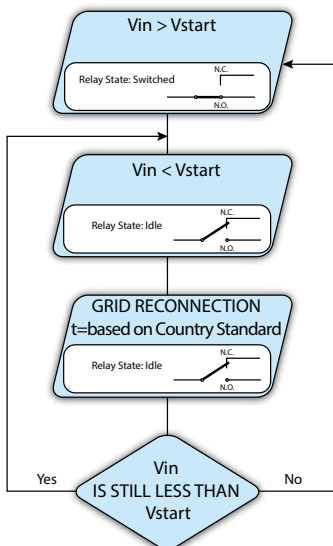 Vin > Vstart
N.C.
Relay State: Switched
N.O.
Vin < Vstart
N.C.
Relay State: Idle
N.O.
GRID RECONNECTION
t=based on Country Standard
N.C.
Relay State: Idle
N.O.
Yes
Vin
No
IS STILL LESS THAN
Vstart